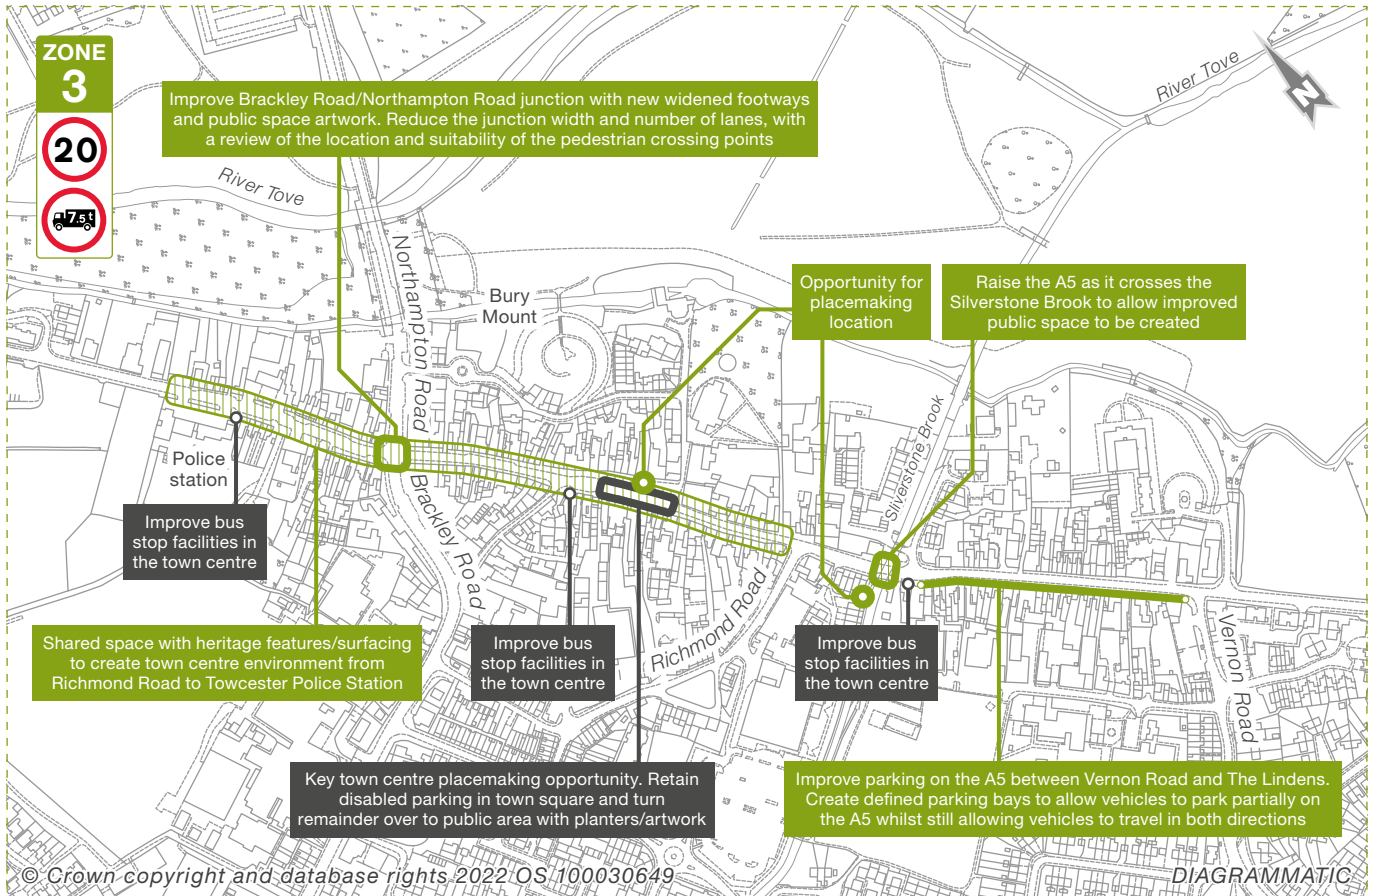 ZONE
3
20
7.5t
Improve Brackley Road/Northampton Road junction with new widened footways
and public space artwork. Reduce the junction width and number of lanes, with
a review of the location and suitability of the pedestrian crossing points
River Tove
N
River Tove
Northampton Road
Bury
Mount
Opportunity for
placemaking
location
Raise the A5 as it crosses the
Silverstone Brook to allow improved
public space to be created
Silverstone Brook
Police
station
Brackley Road
Improve bus
stop facilities in
the town centre
Richmond Road
Vernon Road
Shared space with heritage features/surfacing
to create town centre environment from
Richmond Road to Towcester Police Station
Improve bus
stop facilities in
the town centre
Improve bus
stop facilities in
the town centre
Key town centre placemaking opportunity. Retain
disabled parking in town square and turn
remainder over to public area with planters/artwork
Improve parking on the A5 between Vernon Road and The Lindens.
Create defined parking bays to allow vehicles to park partially on
the A5 whilst still allowing vehicles to travel in both directions
© Crown copyright and database rights 2022 OS 100030649
DIAGRAMMATIC